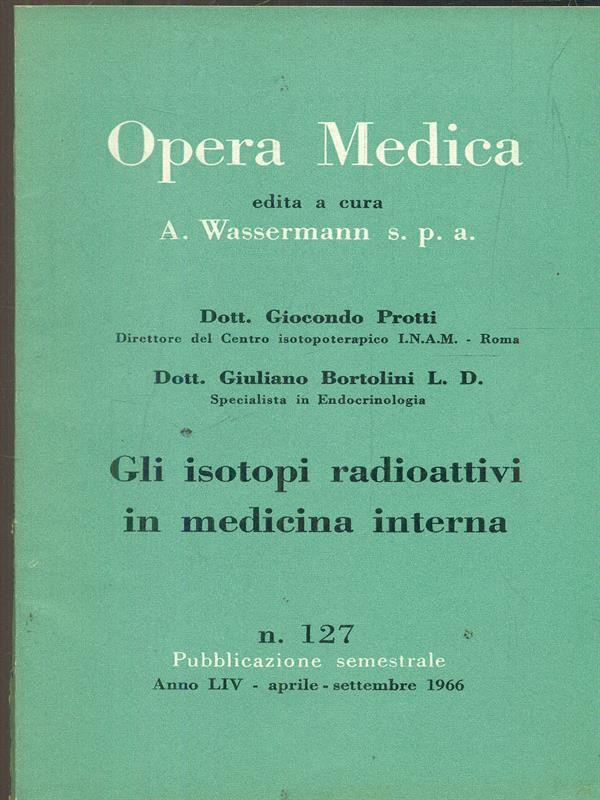 Opera Medica
edita a cura
A. Wassermann s. p. a.
Dott. Giocondo Protti
Direttore del Centro isotopoterapico I.N.A.M. - Roma
Dott. Giuliano Bortolini L. D.
Specialista in Endocrinologia
Gli isotopi radioattivi
in medicina interna
n. 127
Pubblicazione semestrale
Anno LIV - aprile - settembre 1966